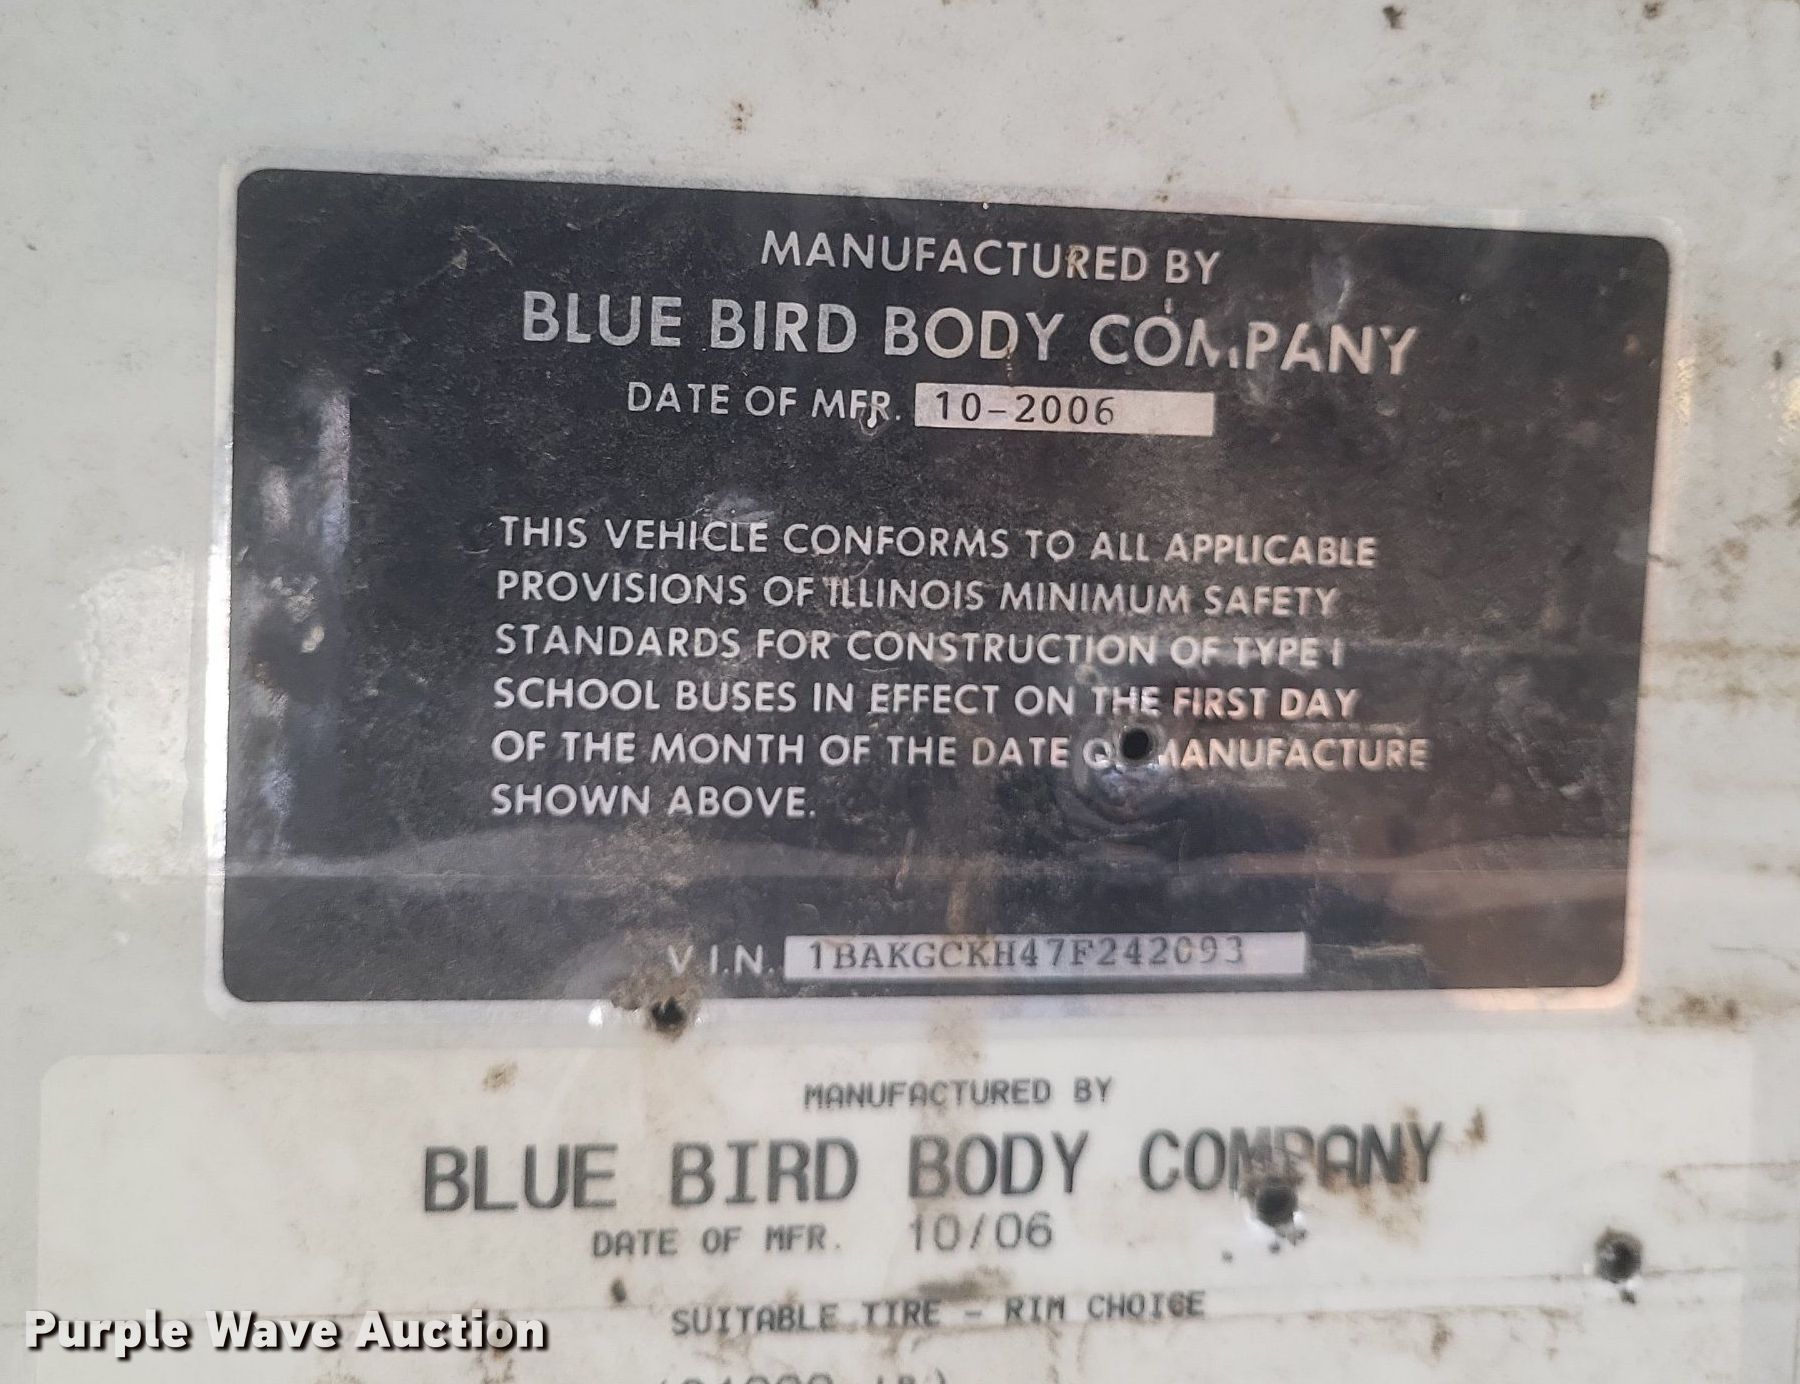 MANUFACTURED BY
BLUE BIRD BODY COMPANY
DATE OF MFR. 10-2006
THIS VEHICLE CONFORMS TO ALL APPLICABLE
PROVISIONS OF ILLINOIS MINIMUM SAFETY
STANDARDS FOR CONSTRUCTION OF TYPE I
SCHOOL BUSES IN EFFECT ON THE FIRST DAY
OF THE MONTH OF THE DATE OF MANUFACTURE
SHOWN ABOVE.
V.I.N. 1BAKGCKH47F242093
MANUFACTURED BY
BLUE BIRD BODY COMPANY
DATE OF MFR. 10/06
SUITABLE TIRE - RIM CHOICE
Purple Wave Auction